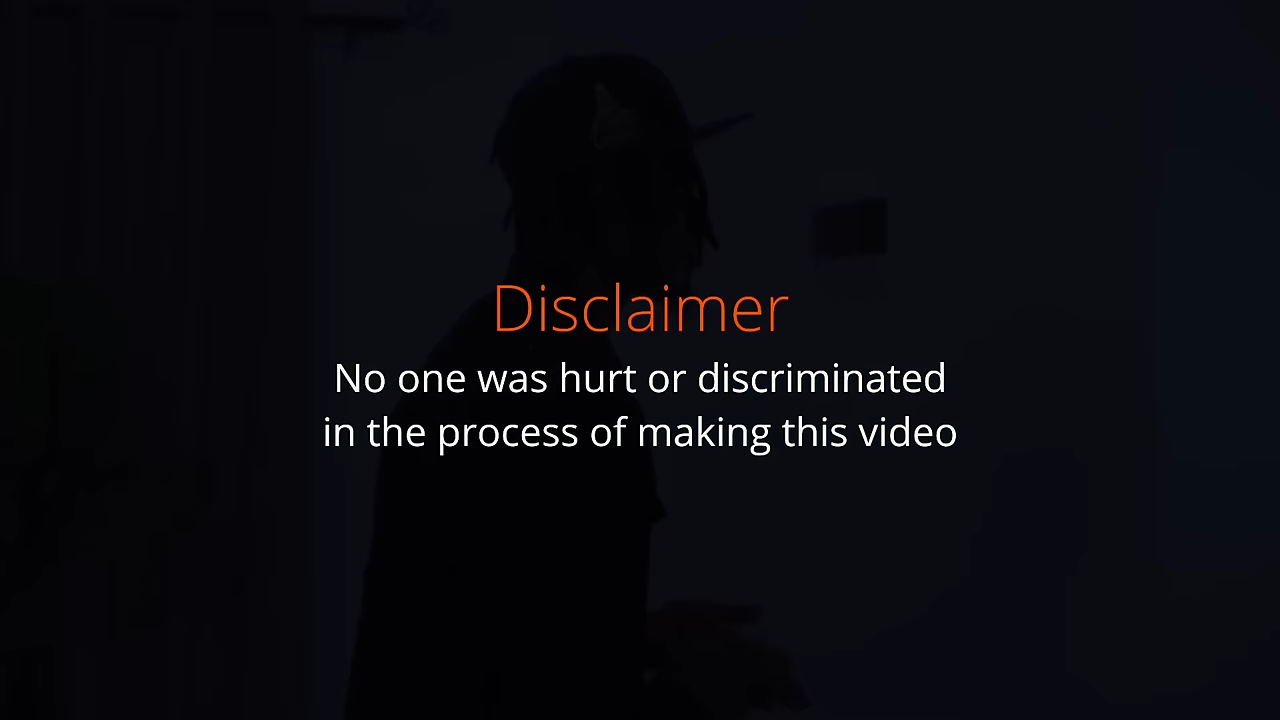 Disclaimer
No one was hurt or discriminated
in the process of making this video